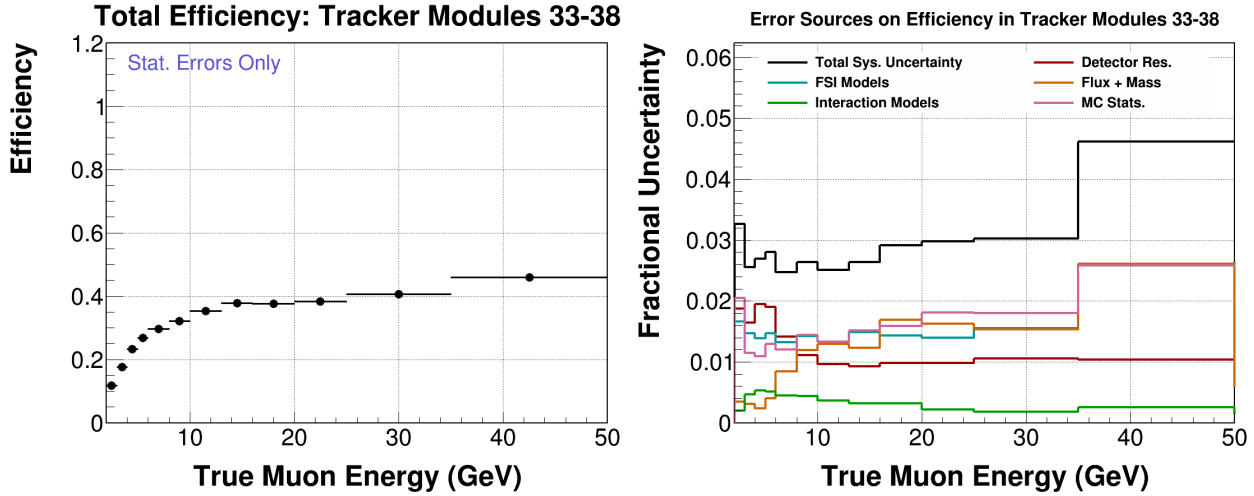 Total Efficiency: Tracker Modules 33-38
Stat. Errors Only
Efficiency
1.2
1
0.8
0.6
0.4
0.2
0
10
20
30
40
50
True Muon Energy (GeV)
Error Sources on Efficiency in Tracker Modules 33-38
Total Sys. Uncertainty
FSI Models
Interaction Models
Detector Res.
Flux + Mass
MC Stats.
Fractional Uncertainty
0.06
0.05
0.04
0.03
0.02
0.01
0
10
20
30
40
50
True Muon Energy (GeV)